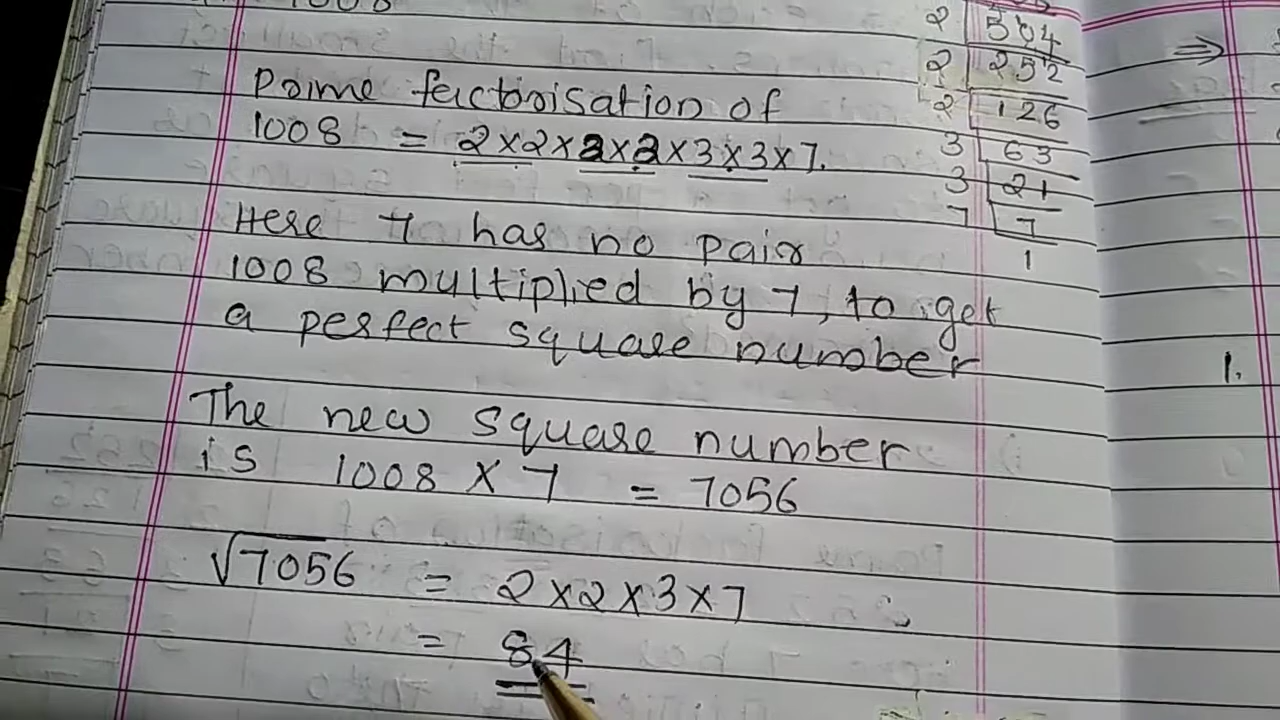 1008
2 504
2 252
2 126
3 63
3 21
7 7
1
⇒
Prime factorisation of
1008 = 2×2×2×2×3×3×7.
Here 7 has no pair
1008 multiplied by 7, to get
a perfect square number
The new square number
is 1008 × 7 = 7056
√7056 = 2×2×3×7
= 84
1.